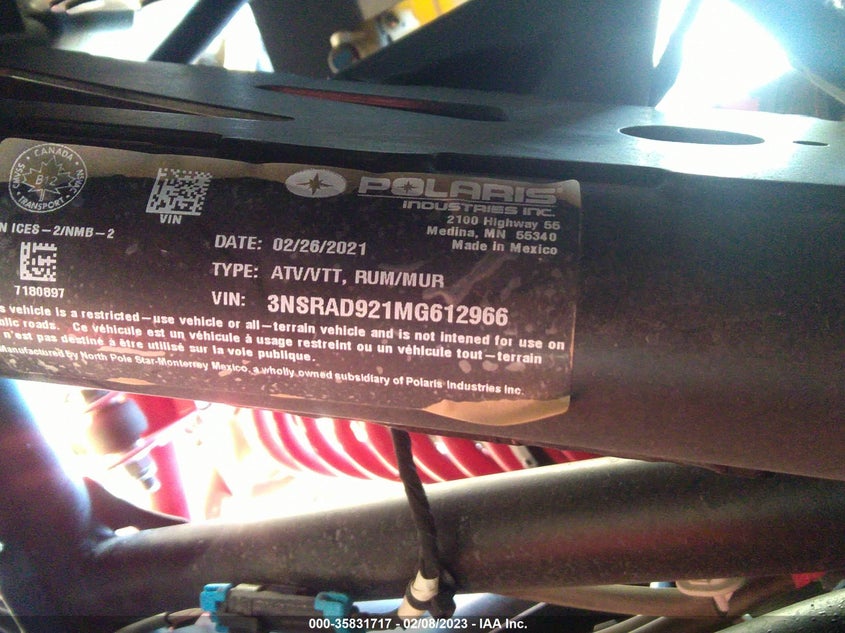 CANADA
B12
TRANSPORT
VIN
POLARIS
INDUSTRIES INC.
2100 Highway 55
Medina, MN 55340
Made in Mexico
N ICES-2/NMB-2
7180897
DATE: 02/26/2021
TYPE: ATV/VTT, RUM/MUR
VIN: 3NSRAD921MG612966
s vehicle is a restricted-use vehicle or all-terrain vehicle and is not intended for use on
blic roads. Ce véhicule est un véhicule à usage restreint ou un véhicule tout-terrain
n'est pas destiné à être utilisé sur la voie publique.
Manufactured by North Pole Star-Monterrey Mexico, a wholly owned subsidiary of Polaris Industries Inc.
000-35831717 - 02/08/2023 - IAA Inc.